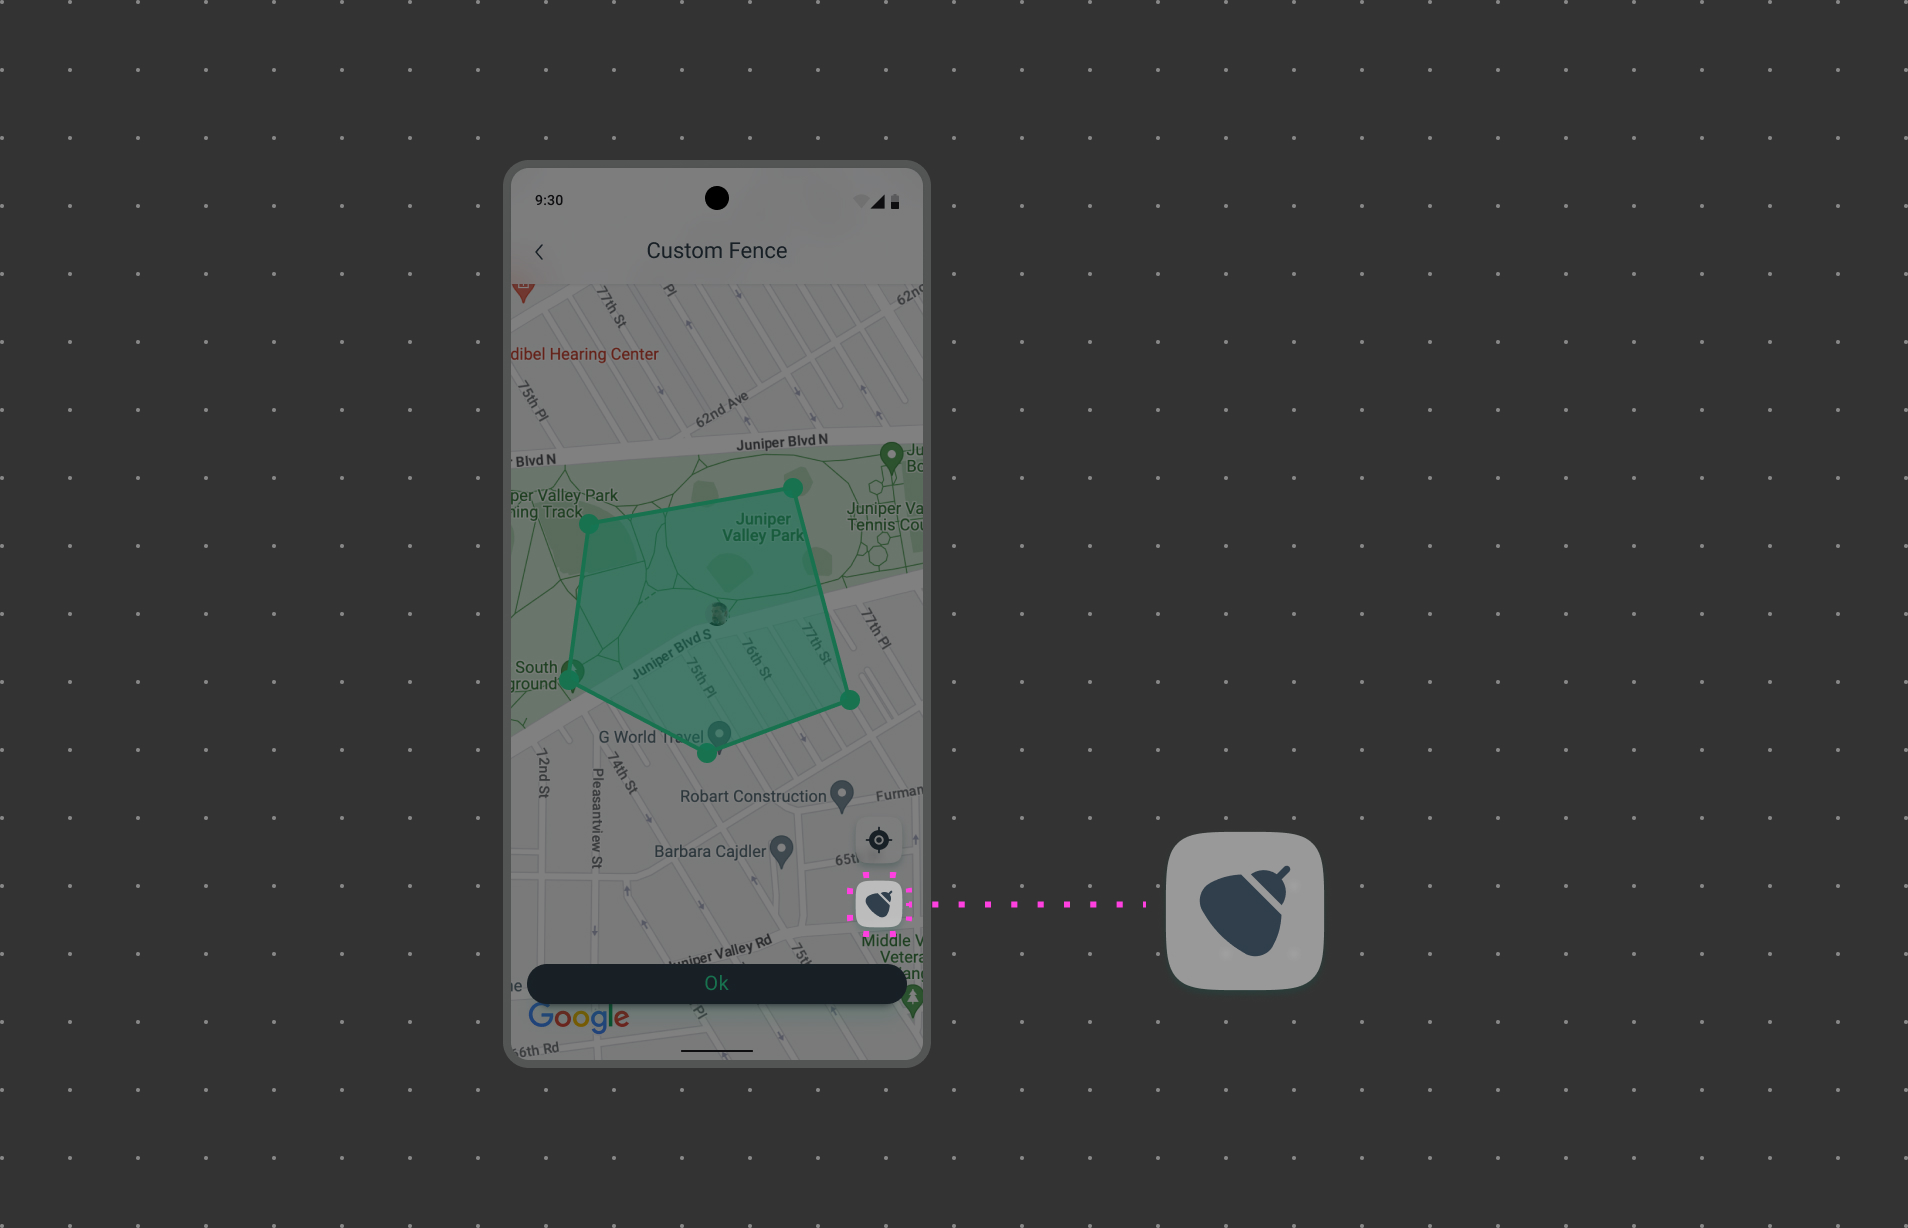 9:30
Custom Fence
77th St
Pl
62nd
dibel Hearing Center
75th Pl
62nd Ave
Juniper Blvd N
Blvd N
Ju
Bo
per Valley Park
ning Track
Juniper
Valley Park
Juniper Va
Tennis Cou
Juniper Blvd S
75th Pl
76th St
77th St
77th Pl
South
ground
G World Travel
72nd St
Pleasantview St
74th St
Robart Construction
Furman
Barbara Cajdler
65th
Juniper Valley Rd
75th
Middle V
Vetera
ang
Ok
Google
Pl
66th Rd